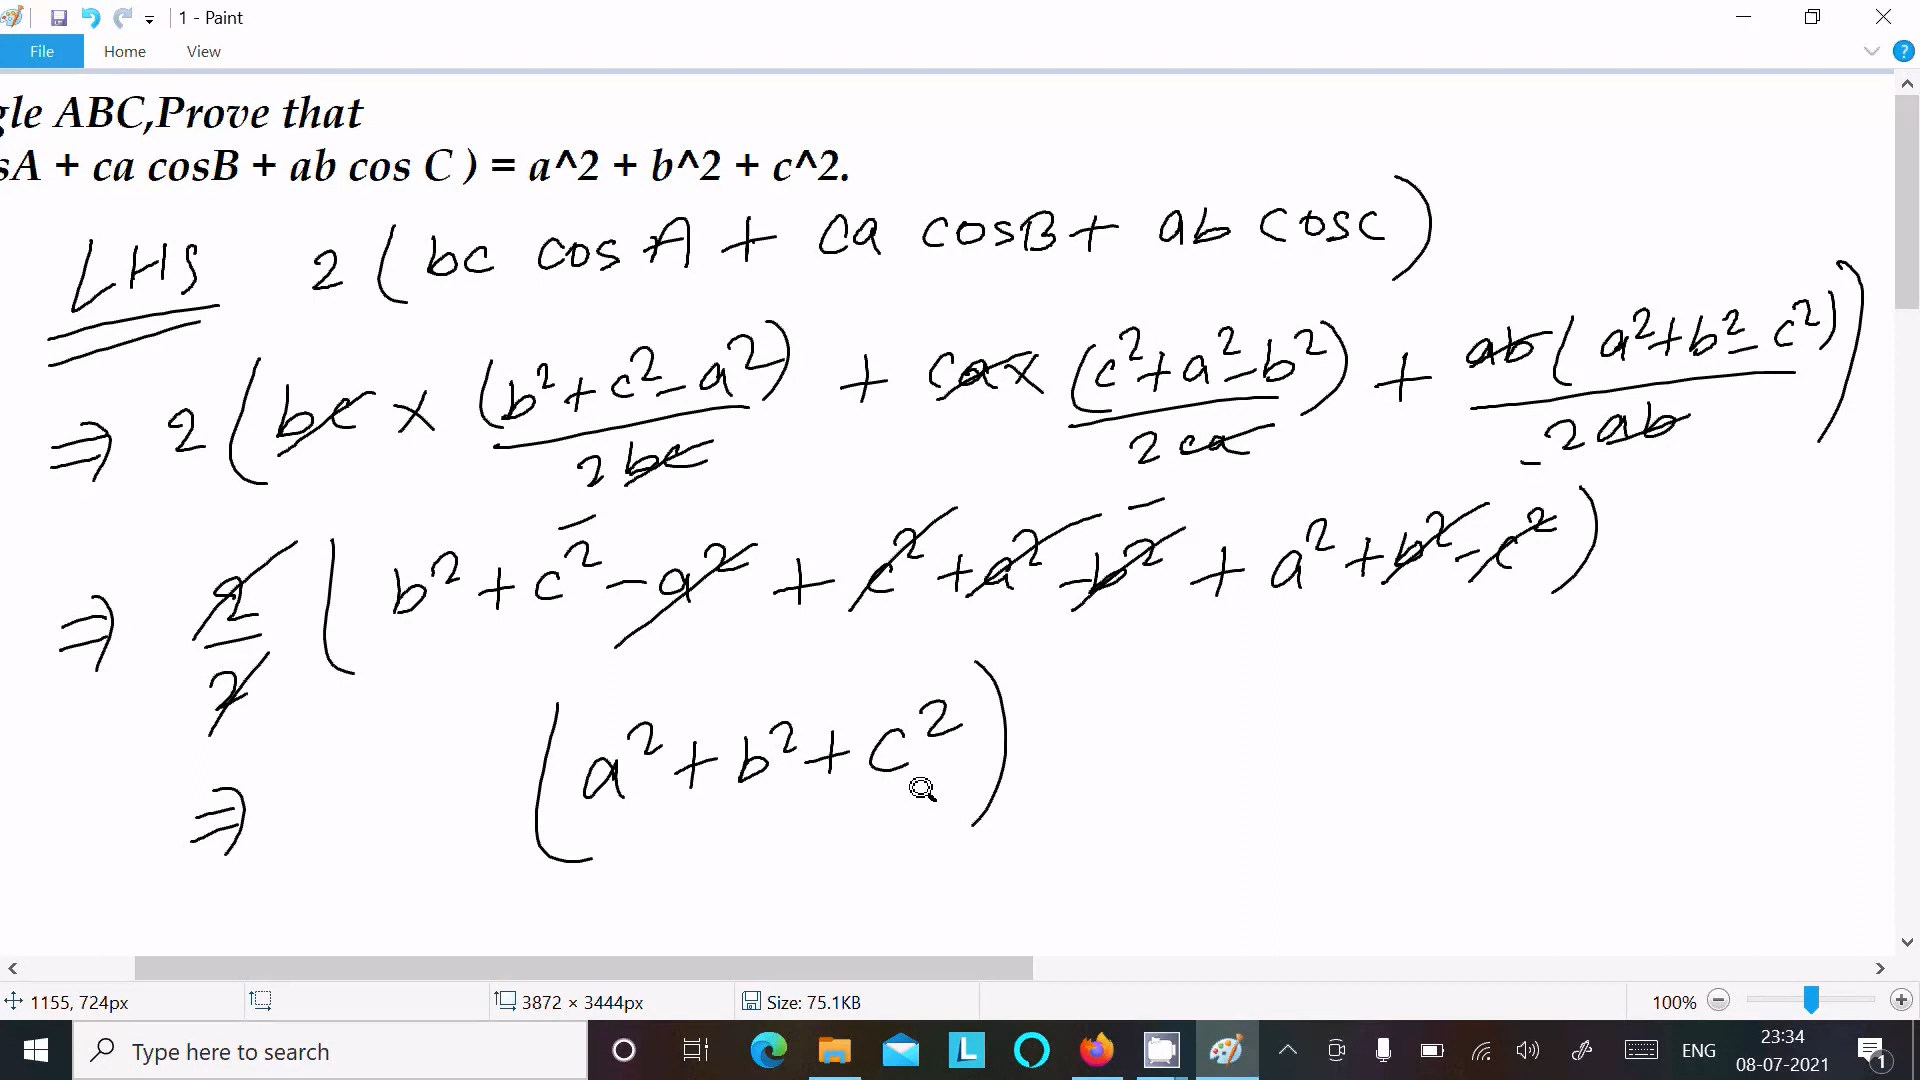 1 - Paint
File Home View
gle ABC,Prove that
sA + ca cosB + ab cos C ) = a^2 + b^2 + c^2.
LHS 2 ( bc cos A + ca cosB + ab cosc )
⇒ 2 ( bc × (b²+c²-a²)/2bc + ca× (c²+a²-b²)/2ca + ab( a²+b²-c²)/2ab )
⇒ 2/2 ( b²+c²-a² + c²+a²-b² + a²+b²-c² )
⇒ ( a²+b²+c² )
1155, 724px 3872 × 3444px Size: 75.1KB 100%
Type here to search L ENG 23:34
08-07-2021 1